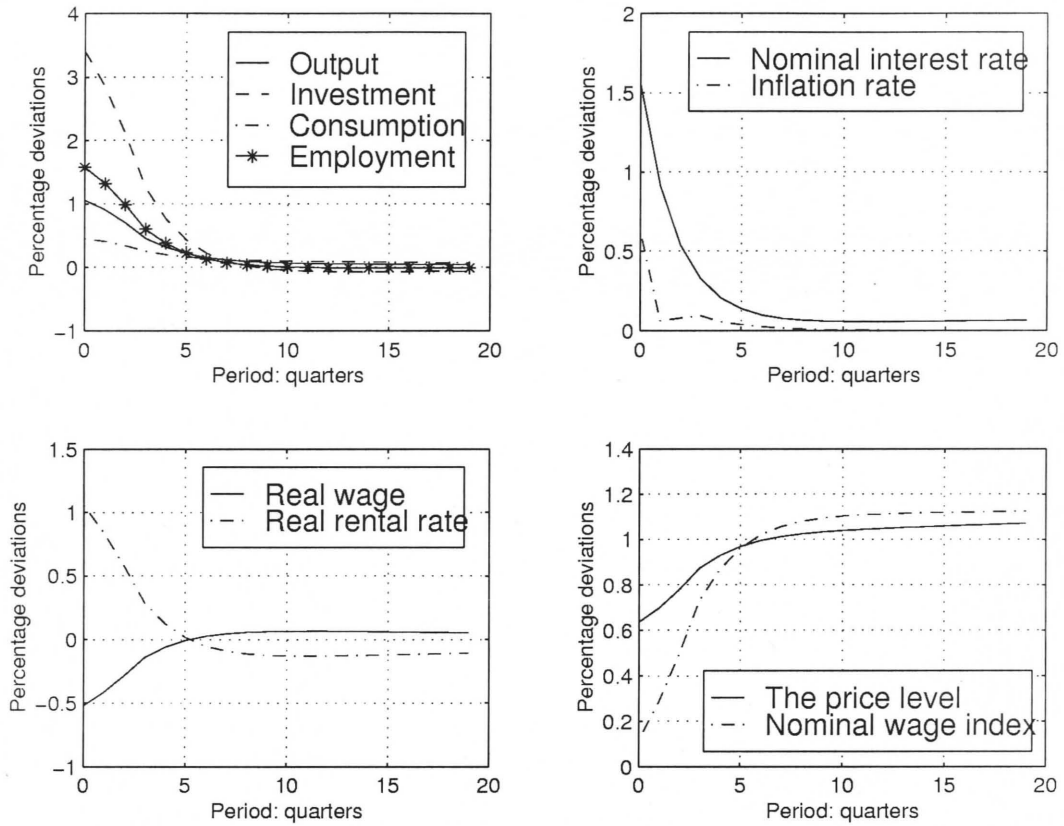 4
3
2
1
0
−1
Percentage deviations
Output
Investment
Consumption
Employment
0
5
10
15
20
Period: quarters
2
1.5
1
0.5
0
Percentage deviations
Nominal interest rate
Inflation rate
0
5
10
15
20
Period: quarters
1.5
1
0.5
0
−0.5
−1
Percentage deviations
Real wage
Real rental rate
0
5
10
15
20
Period: quarters
1.4
1.2
1
0.8
0.6
0.4
0.2
0
Percentage deviations
The price level
Nominal wage index
0
5
10
15
20
Period: quarters